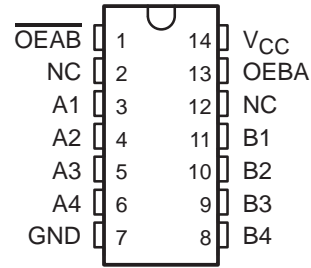 O̅E̅A̅B̅ 1 14 VCC
NC 2 13 OEBA
A1 3 12 NC
A2 4 11 B1
A3 5 10 B2
A4 6 9 B3
GND 7 8 B4